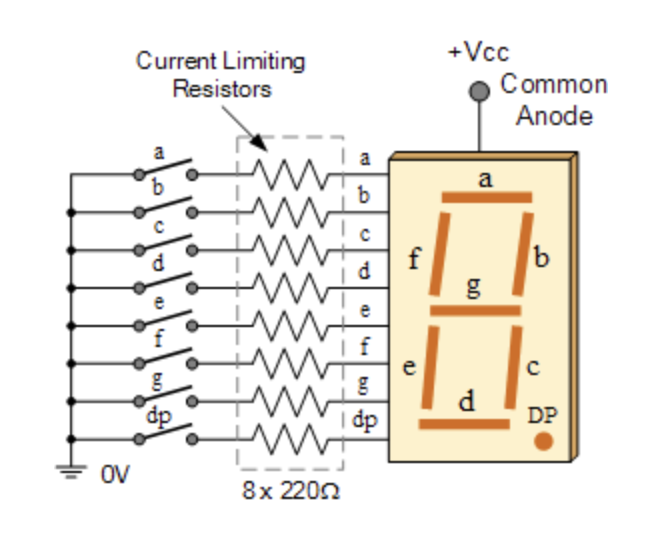 Current Limiting
Resistors
+Vcc
Common
Anode
a
b
c
d
e
f
g
dp
a
b
c
d
e
f
g
dp
a
f
b
g
e
c
d
DP
0V
8 x 220Ω